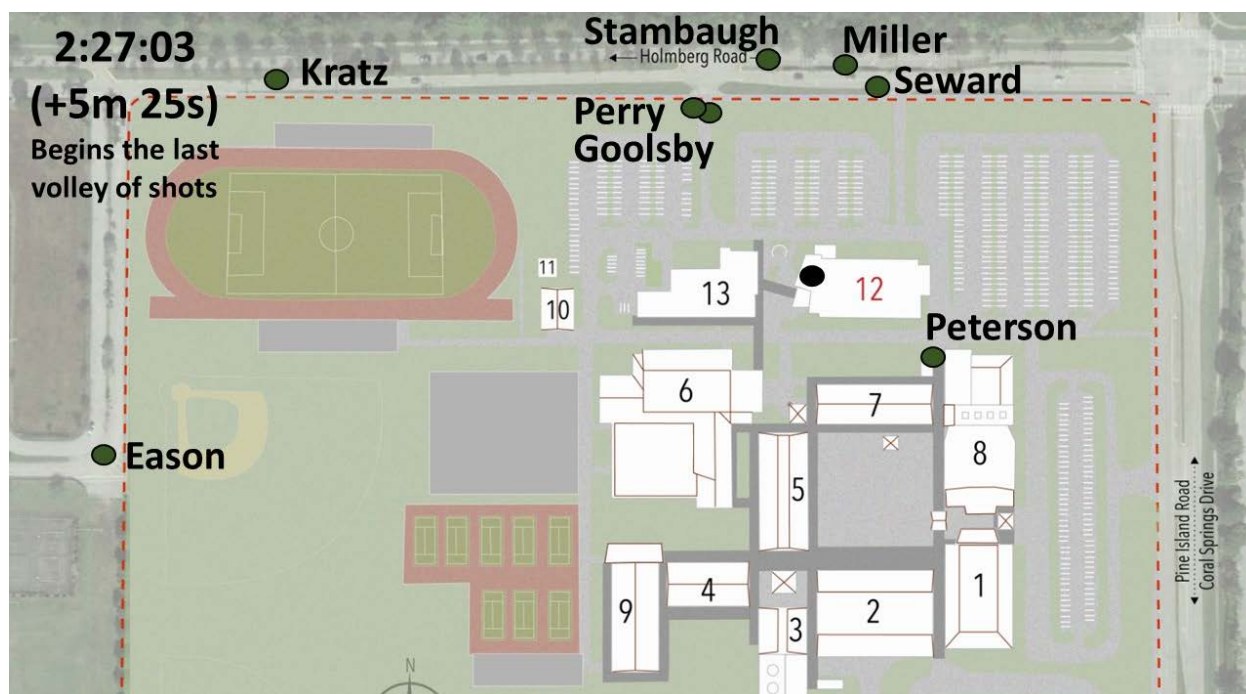 2:27:03
(+5m 25s)
Begins the last
volley of shots
Kratz
Stambaugh
Holmberg Road
Miller
Seward
Perry
Goolsby
11
10
13
12
Peterson
6
7
8
5
Eason
Pine Island Road
Coral Springs Drive
9
4
3
2
1
N